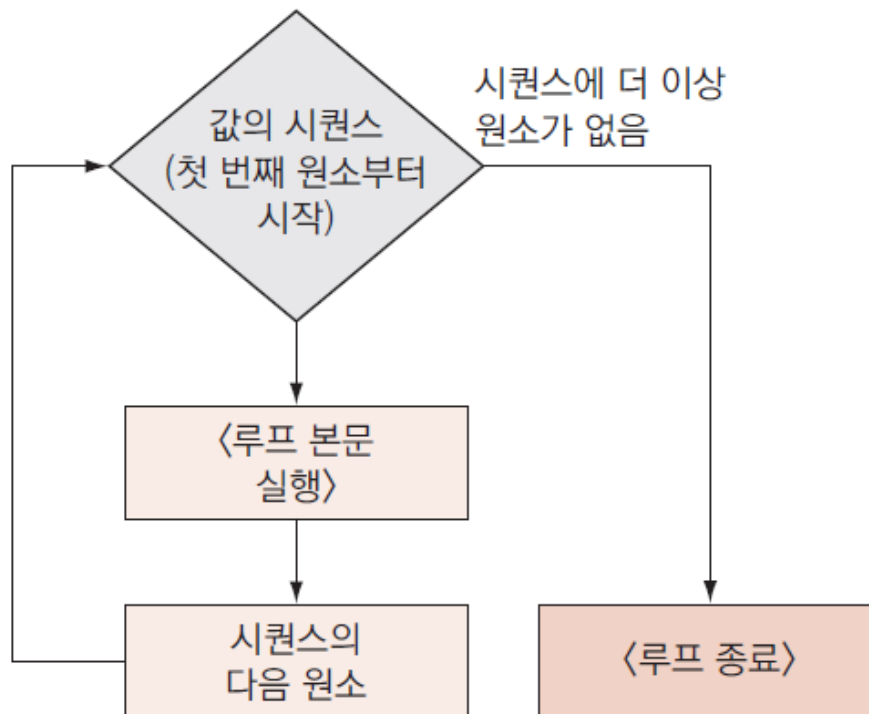 시퀀스에 더 이상
원소가 없음
값의 시퀀스
(첫 번째 원소부터
시작)
〈루프 본문
실행〉
시퀀스의
다음 원소
〈루프 종료〉